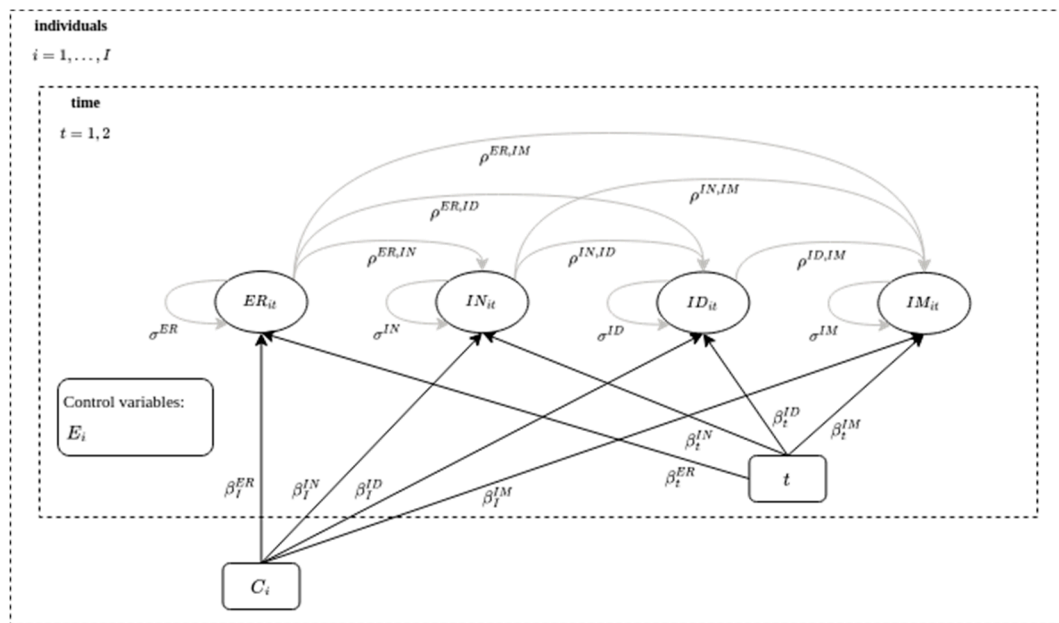 individuals
i = 1, . . . , I
time
t = 1, 2
ρ^{ER,IM}
ρ^{IN,IM}
ρ^{ER,ID}
ρ^{ER,IN}
ρ^{IN,ID}
ρ^{ID,IM}
ER_{it}
IN_{it}
ID_{it}
IM_{it}
σ^{ER}
σ^{IN}
σ^{ID}
σ^{IM}
Control variables:
E_i
β_t^{ID}
β_t^{IM}
β_t^{IN}
β_t^{ER}
t
β_I^{ER}
β_I^{IN}
β_I^{ID}
β_I^{IM}
C_i